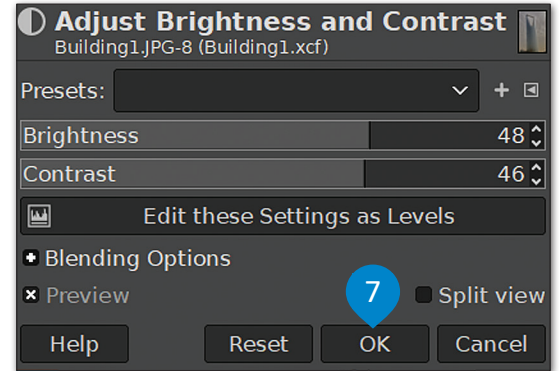 Adjust Brightness and Contrast
Building1.JPG-8 (Building1.xcf)
Presets:
Brightness 48
Contrast 46
Edit these Settings as Levels
Blending Options
Preview 7 Split view
Help Reset OK Cancel